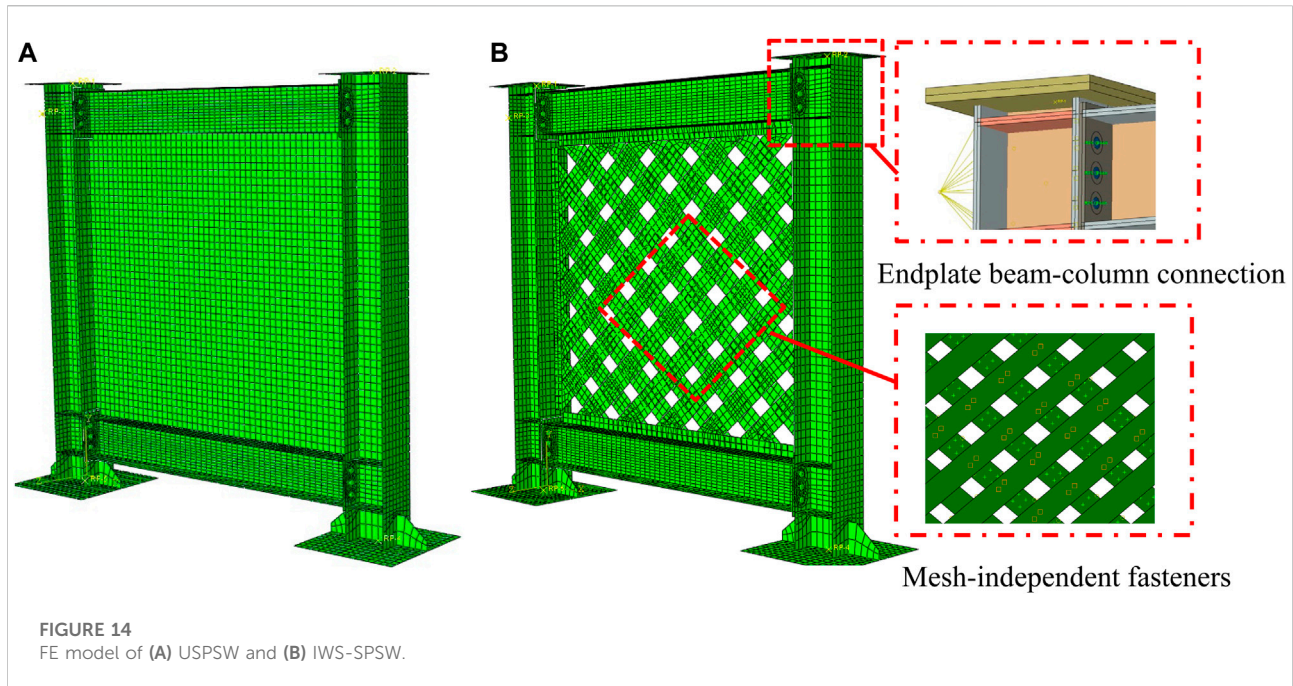 A
B
Endplate beam-column connection
Mesh-independent fasteners
FIGURE 14
FE model of (A) USPSW and (B) IWS-SPSW.